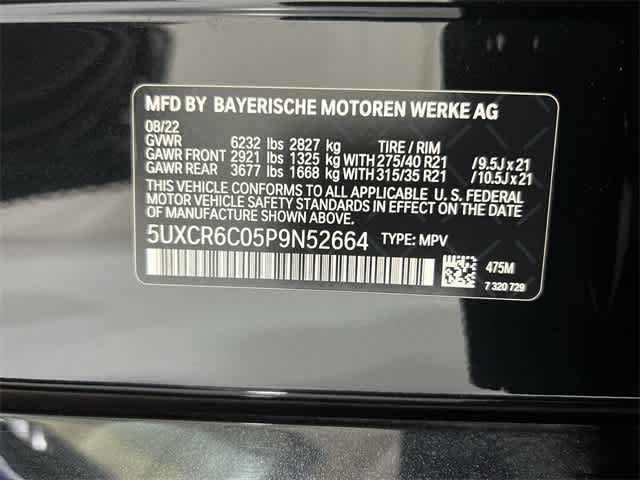 MFD BY BAYERISCHE MOTOREN WERKE AG
08/22
GVWR 6232 lbs 2827 kg TIRE / RIM
GAWR FRONT 2921 lbs 1325 kg WITH 275/40 R21 /9.5J x 21
GAWR REAR 3677 lbs 1668 kg WITH 315/35 R21 /10.5J x 21
THIS VEHICLE CONFORMS TO ALL APPLICABLE U. S. FEDERAL
MOTOR VEHICLE SAFETY STANDARDS IN EFFECT ON THE DATE
OF MANUFACTURE SHOWN ABOVE.
5UXCR6C05P9N52664 TYPE: MPV
475M
7 320 729